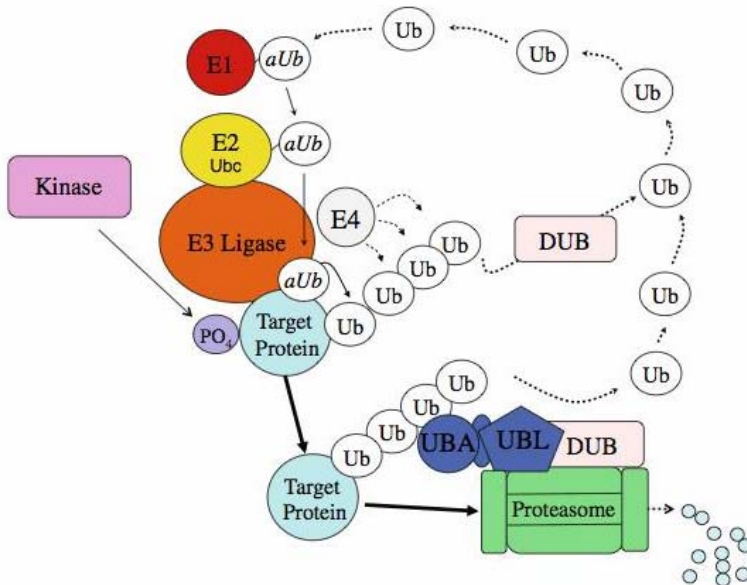 Ub
Ub
Ub
E1
aUb
E2
Ubc
aUb
Kinase
E3 Ligase
E4
Ub
Ub
DUB
aUb
Ub
Ub
Ub
Ub
PO4
Target
Protein
Ub
Ub
Ub
Ub
Ub
UBA
UBL
DUB
Target
Protein
Proteasome